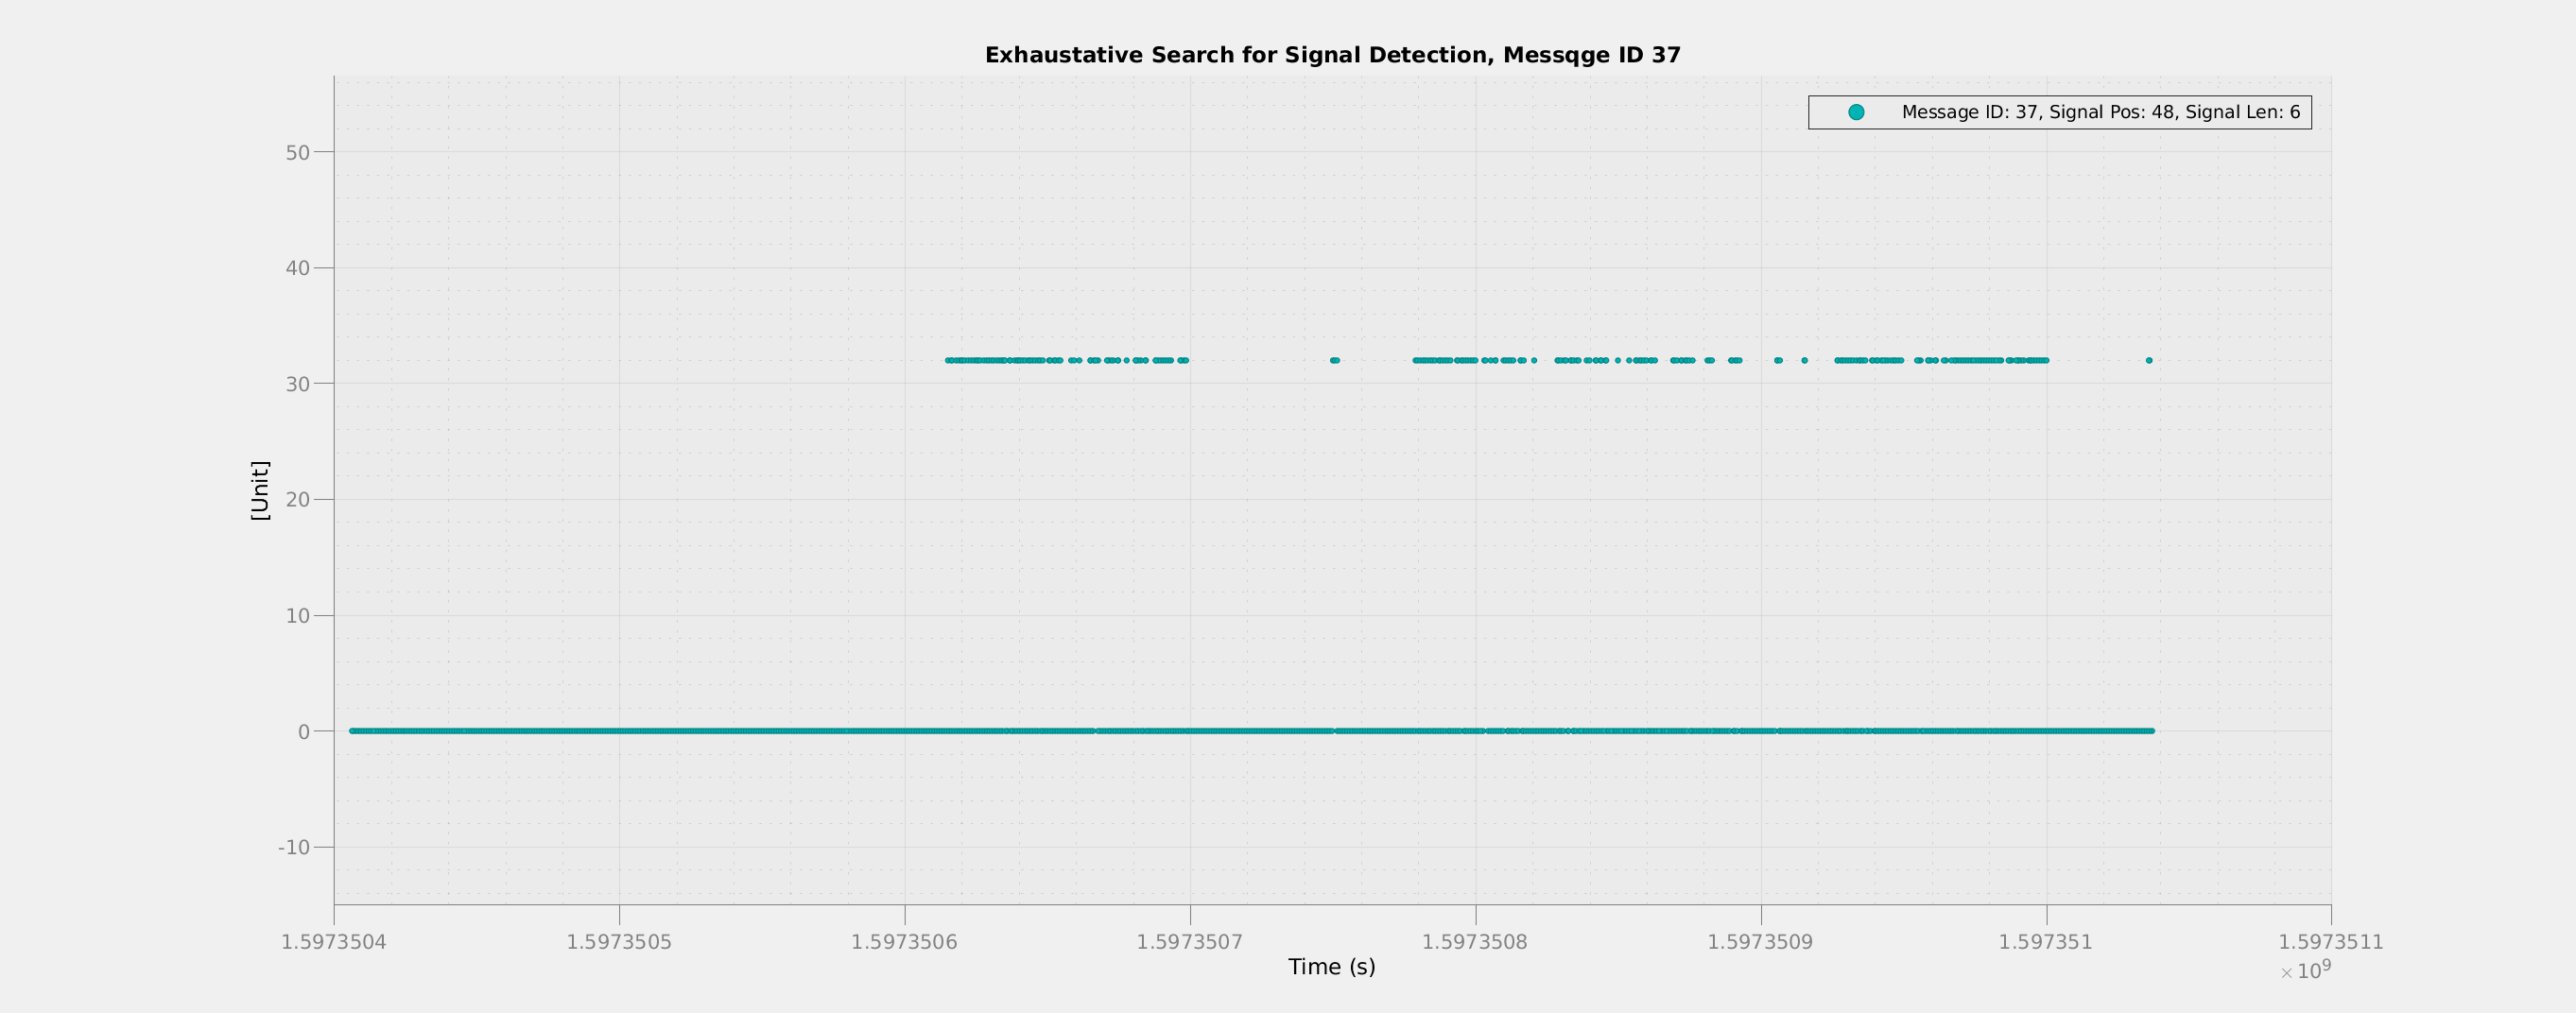 Exhaustative Search for Signal Detection, Messqge ID 37
Message ID: 37, Signal Pos: 48, Signal Len: 6
50
40
30
20
10
0
-10
[Unit]
1.5973504 1.5973505 1.5973506 1.5973507 1.5973508 1.5973509 1.597351 1.5973511
Time (s)
× 10⁹